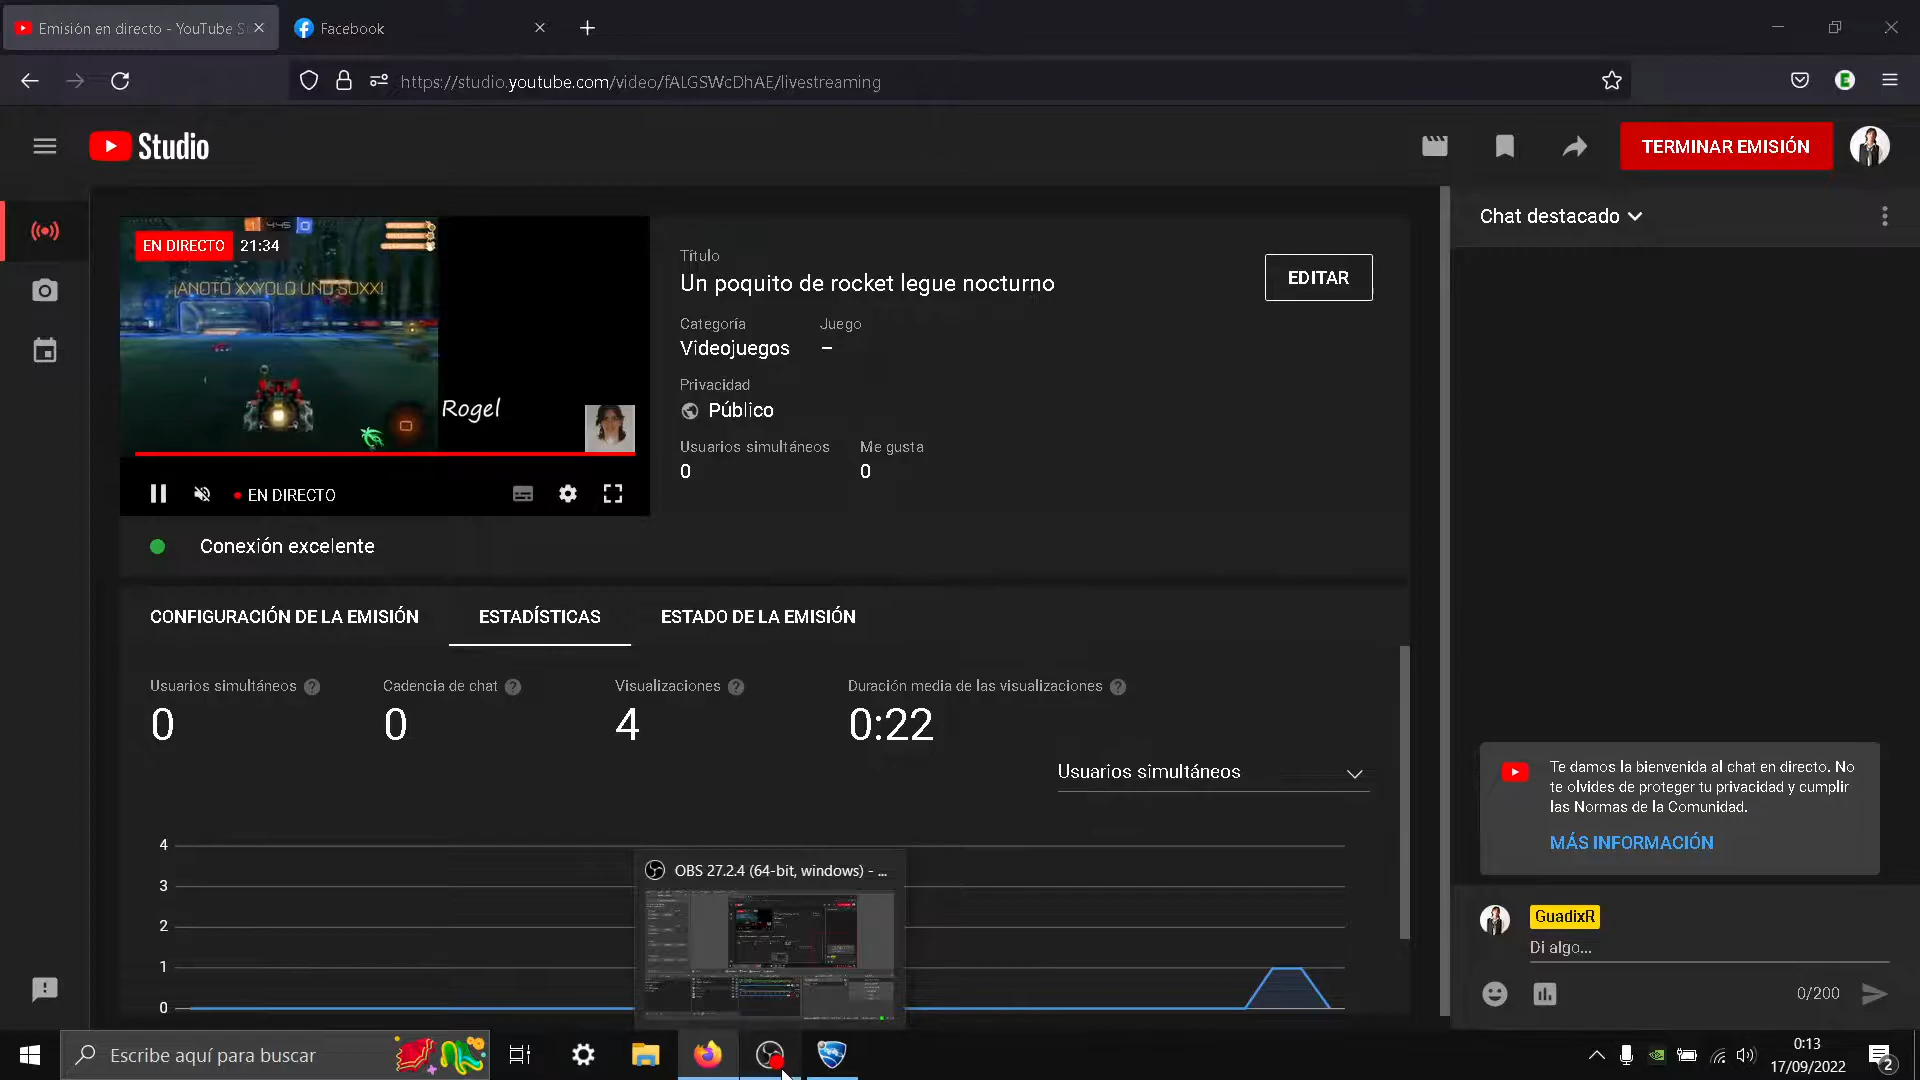 Emisión en directo - YouTube S
Facebook
https://studio.youtube.com/video/fALGSWcDhAE/livestreaming
Studio
TERMINAR EMISIÓN
EN DIRECTO 21:34
¡ANOTÓ XXYOLO UND SOXX!
Rogel
EN DIRECTO
Título
Un poquito de rocket legue nocturno
EDITAR
Categoría Juego
Videojuegos –
Privacidad
Público
Usuarios simultáneos Me gusta
0 0
Conexión excelente
CONFIGURACIÓN DE LA EMISIÓN ESTADÍSTICAS ESTADO DE LA EMISIÓN
Usuarios simultáneos Cadencia de chat Visualizaciones Duración media de las visualizaciones
0 0 4 0:22
Usuarios simultáneos
4
3
2
1
0
OBS 27.2.4 (64-bit, windows) - ...
Chat destacado
Te damos la bienvenida al chat en directo. No
te olvides de proteger tu privacidad y cumplir
las Normas de la Comunidad.
MÁS INFORMACIÓN
GuadixR
Di algo...
0/200
Escribe aquí para buscar
0:13
17/09/2022
2